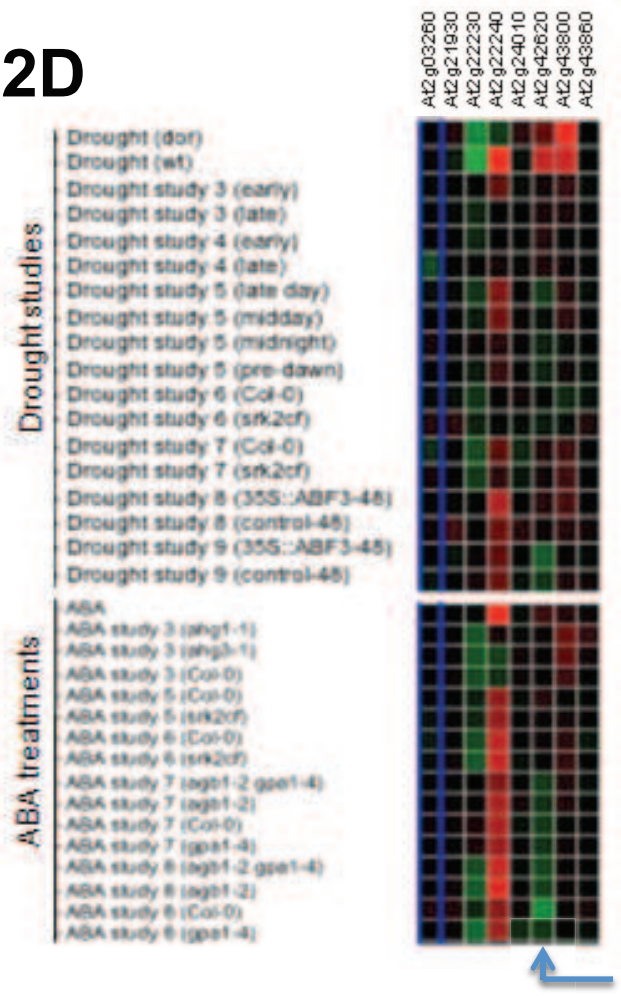 2D
At2g03260
At2g21930
At2g22230
At2g22240
At2g24010
At2g42620
At2g43800
At2g43860
Drought studies
Drought (dor)
Drought (wt)
Drought study 3 (early)
Drought study 3 (late)
Drought study 4 (early)
Drought study 4 (late)
Drought study 5 (late day)
Drought study 5 (midday)
Drought study 5 (midnight)
Drought study 5 (pre-dawn)
Drought study 6 (Col-0)
Drought study 6 (srk2cf)
Drought study 7 (Col-0)
Drought study 7 (srk2cf)
Drought study 8 (35S::ABF3-48)
Drought study 8 (control-48)
Drought study 9 (35S::ABF3-48)
Drought study 9 (control-48)
ABA treatments
ABA
ABA study 3 (ahg1-1)
ABA study 3 (ahg3-1)
ABA study 3 (Col-0)
ABA study 5 (Col-0)
ABA study 5 (srk2cf)
ABA study 6 (Col-0)
ABA study 6 (srk2cf)
ABA study 7 (agb1-2 gpa1-4)
ABA study 7 (agb1-2)
ABA study 7 (Col-0)
ABA study 7 (gpa1-4)
ABA study (agb1-2 gpa1-4)
ABA study (agb1-2)
ABA study (Col-0)
ABA study (gpa1-4)